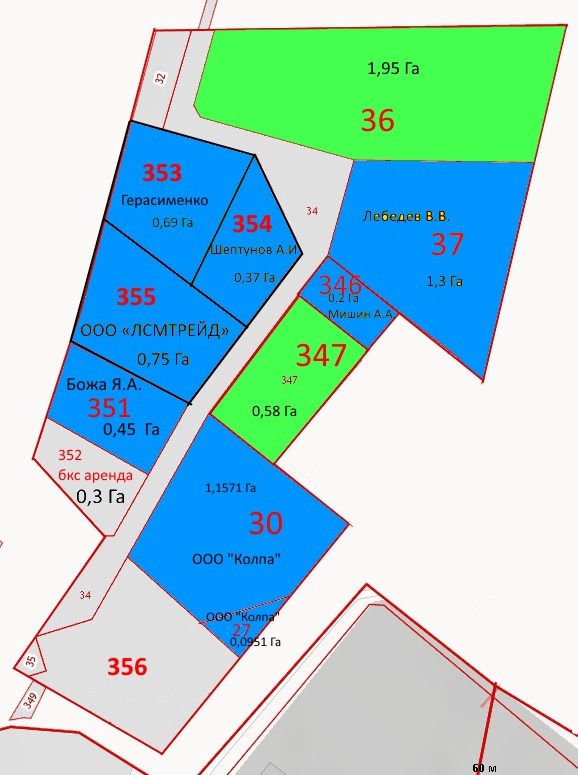 1,95 Га
36
32
353
Герасименко
0,69 Га
354
Шептунов А.И
0,37 Га
34
Лебедев В.В.
37
1,3 Га
346
0,2 Га
Мишин А.А.
355
ООО «ЛСМТРЕЙД»
0,75 Га
347
347
0,58 Га
Божа Я.А.
351
0,45 Га
352
бкс аренда
0,3 Га
1,1571 Га
30
ООО "Колпа"
34
ООО "Колпа"
27
0,0951 Га
35
356
349
60 м